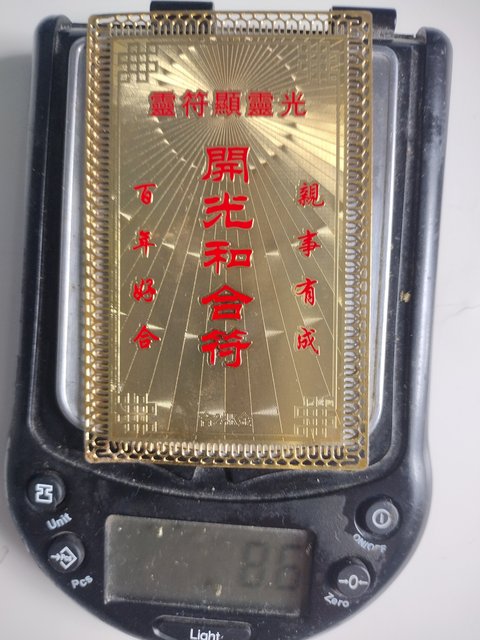 靈符顯靈光
開光和合符
親事有成
百年好合
Unit
Pcs
ON/OFF
Zero
Light